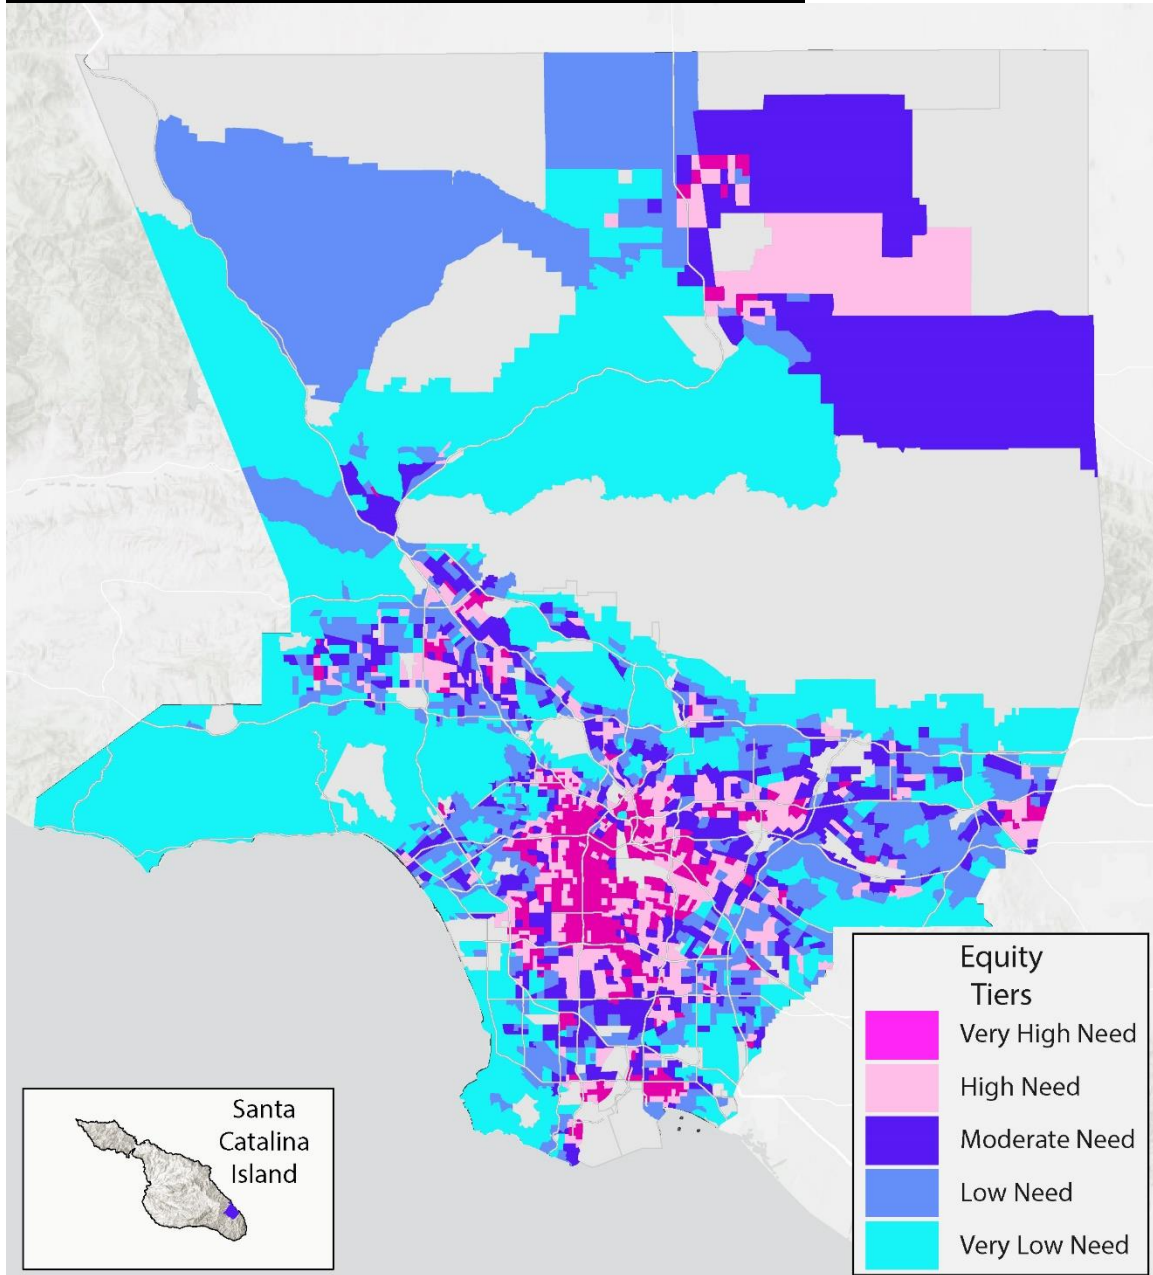 Equity
Tiers
Very High Need
High Need
Moderate Need
Low Need
Very Low Need
Santa
Catalina
Island